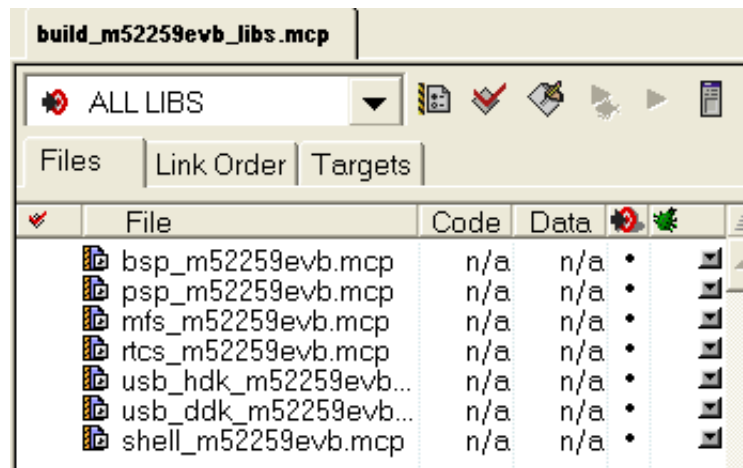 build_m52259evb_libs.mcp
ALL LIBS
Files Link Order Targets
File Code Data
bsp_m52259evb.mcp n/a n/a
psp_m52259evb.mcp n/a n/a
mfs_m52259evb.mcp n/a n/a
rtcs_m52259evb.mcp n/a n/a
usb_hdk_m52259evb... n/a n/a
usb_ddk_m52259evb... n/a n/a
shell_m52259evb.mcp n/a n/a